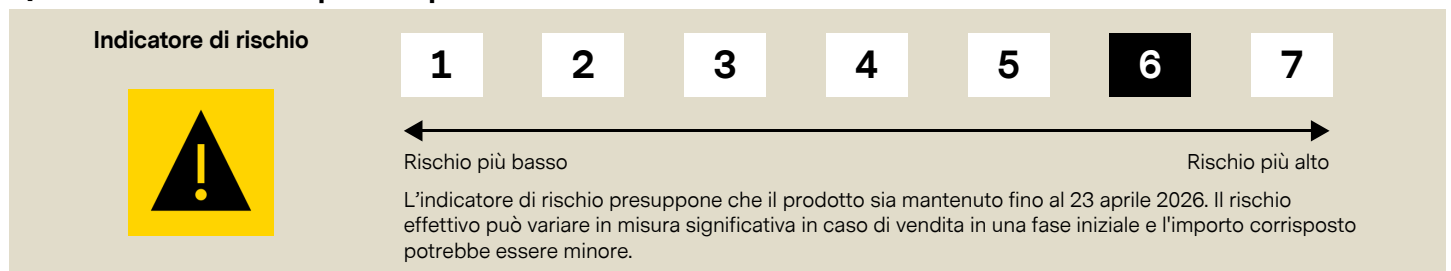 Indicatore di rischio
1 2 3 4 5 6 7
Rischio più basso Rischio più alto
L'indicatore di rischio presuppone che il prodotto sia mantenuto fino al 23 aprile 2026. Il rischio
effettivo può variare in misura significativa in caso di vendita in una fase iniziale e l'importo corrisposto
potrebbe essere minore.